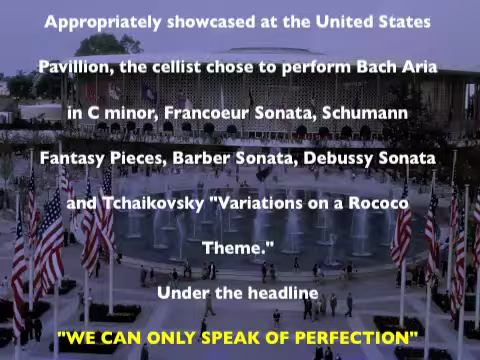 Appropriately showcased at the United States
Pavillion, the cellist chose to perform Bach Aria
in C minor, Francoeur Sonata, Schumann
Fantasy Pieces, Barber Sonata, Debussy Sonata
and Tchaikovsky "Variations on a Rococo
Theme."
Under the headline
"WE CAN ONLY SPEAK OF PERFECTION"